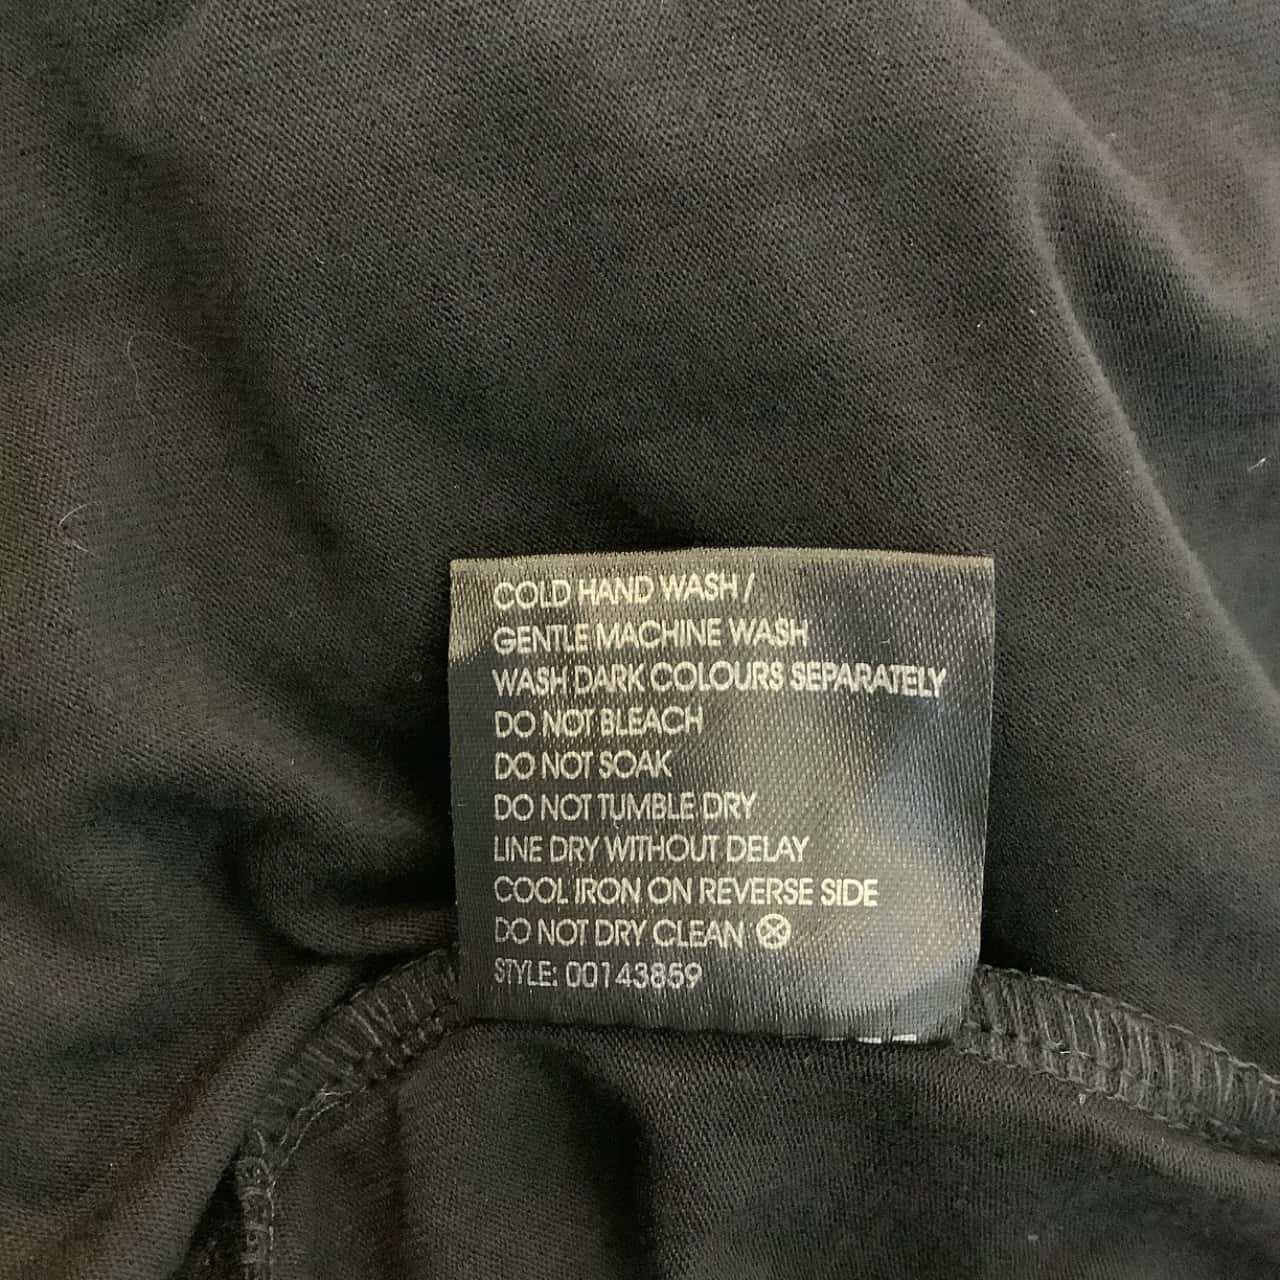 COLD HAND WASH /
GENTLE MACHINE WASH
WASH DARK COLOURS SEPARATELY
DO NOT BLEACH
DO NOT SOAK
DO NOT TUMBLE DRY
LINE DRY WITHOUT DELAY
COOL IRON ON REVERSE SIDE
DO NOT DRY CLEAN
STYLE: 00143859